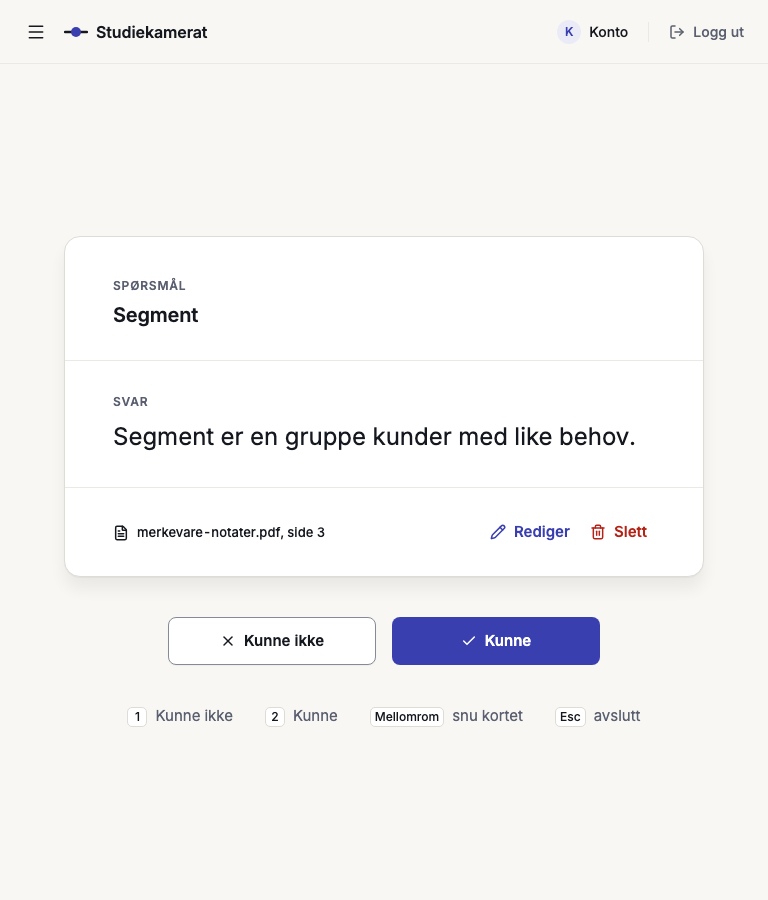 Studiekamerat
K Konto
Logg ut
SPØRSMÅL
Segment
SVAR
Segment er en gruppe kunder med like behov.
merkevare-notater.pdf, side 3
Rediger
Slett
Kunne ikke
Kunne
1 Kunne ikke
2 Kunne
Mellomrom snu kortet
Esc avslutt